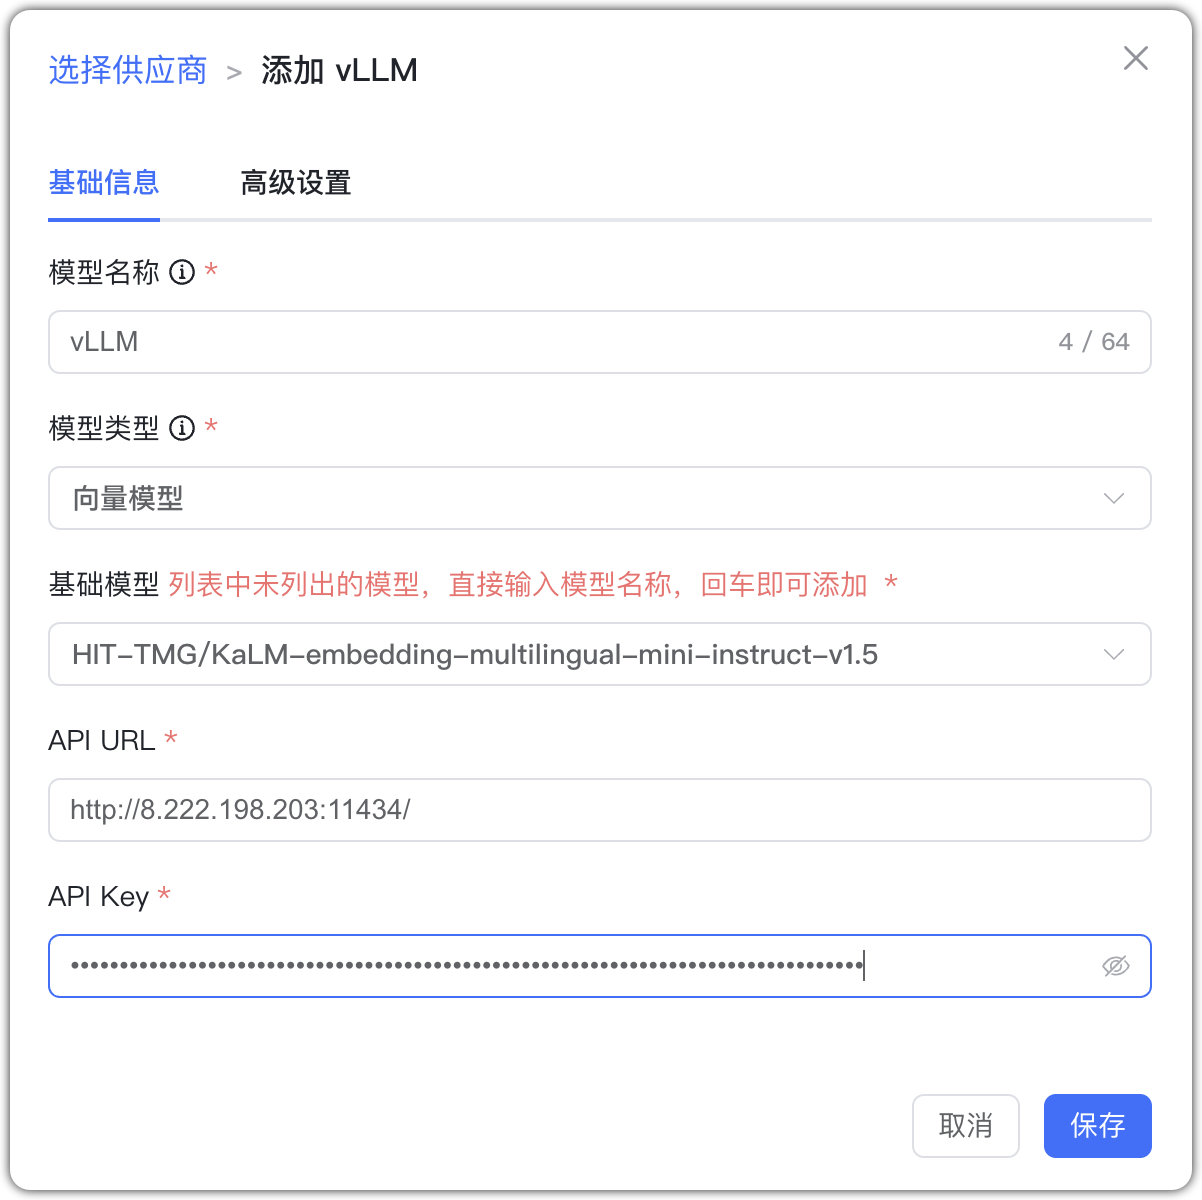 选择供应商 > 添加 vLLM
基础信息 高级设置
模型名称 *
vLLM 4 / 64
模型类型 *
向量模型
基础模型 列表中未列出的模型，直接输入模型名称，回车即可添加 *
HIT-TMG/KaLM-embedding-multilingual-mini-instruct-v1.5
API URL *
http://8.222.198.203:11434/
API Key *
取消 保存